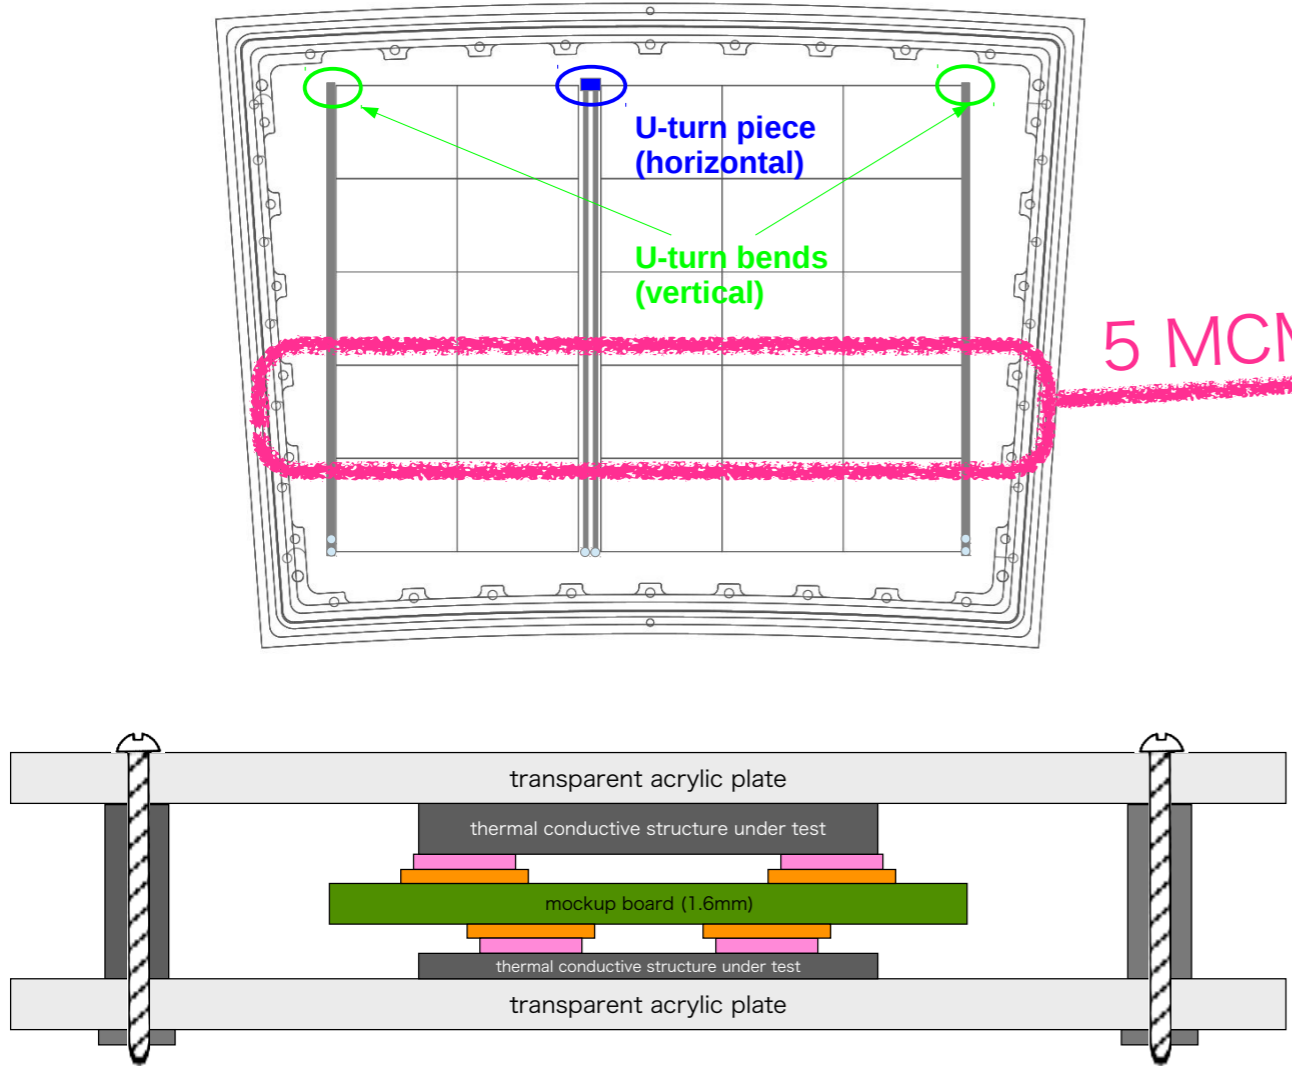 U-turn piece
(horizontal)
U-turn bends
(vertical)
5 MCM
transparent acrylic plate
thermal conductive structure under test
mockup board (1.6mm)
thermal conductive structure under test
transparent acrylic plate